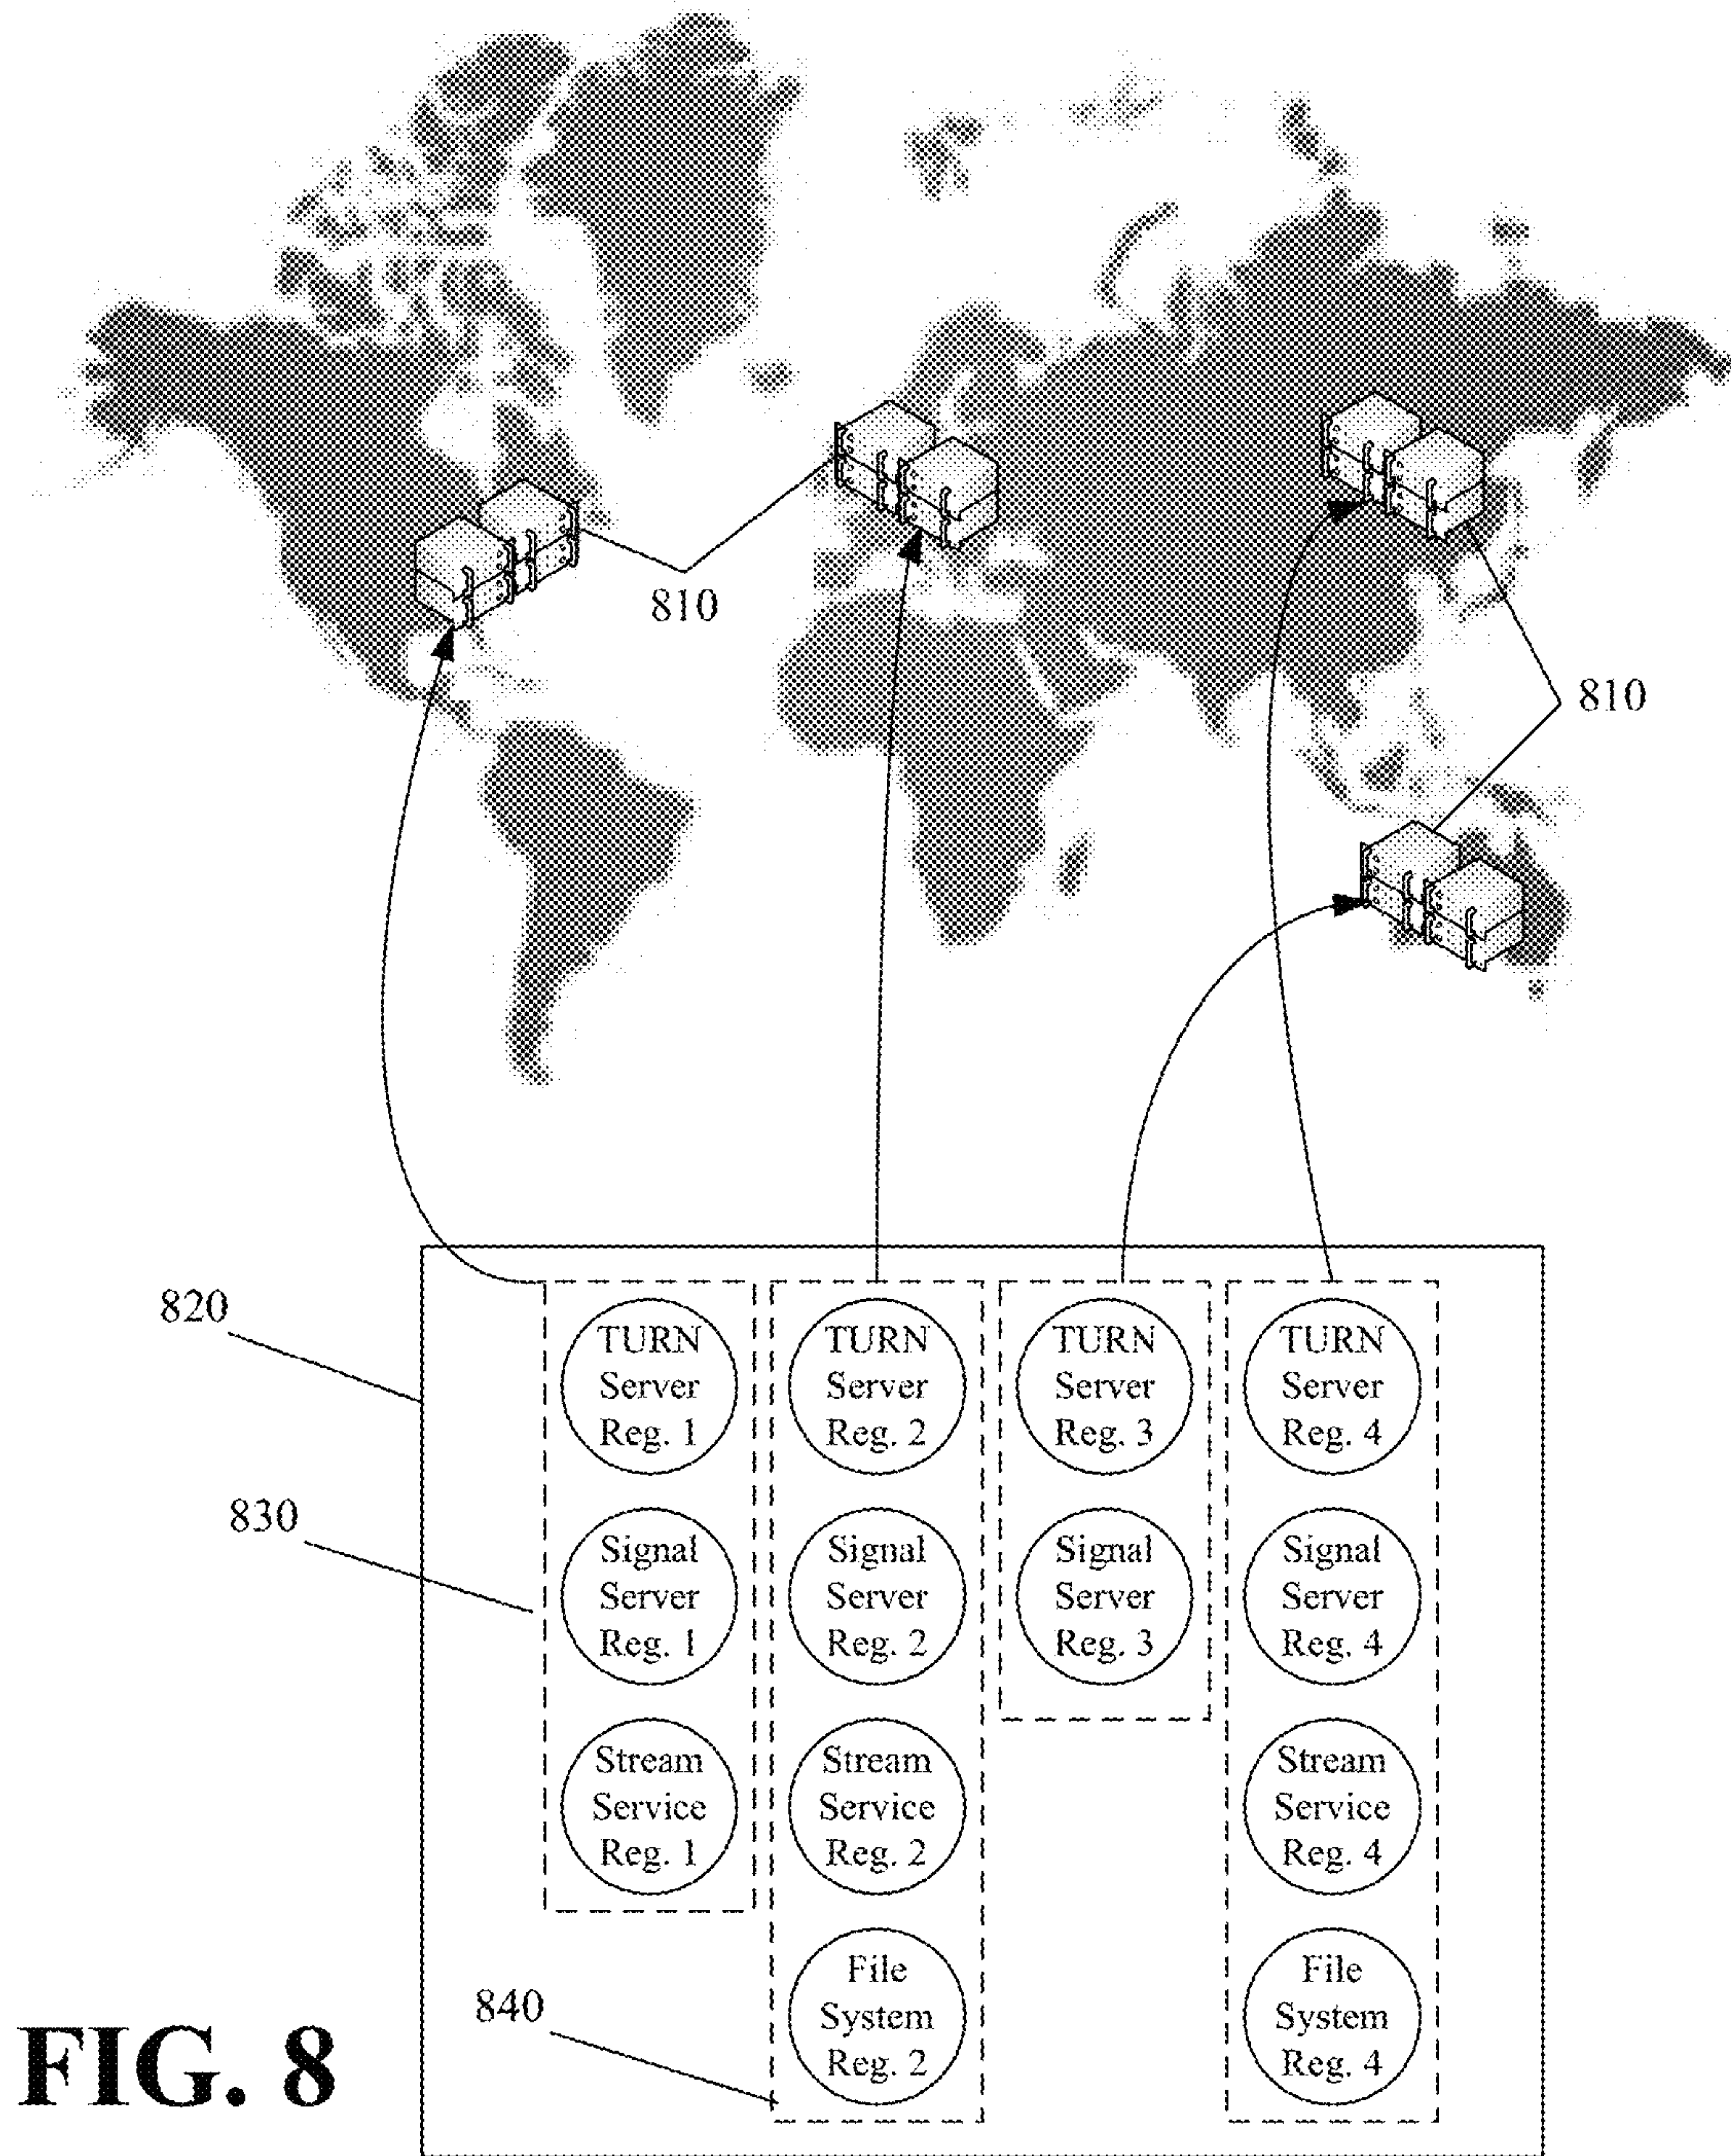 810
810
820
TURN
Server
Reg. 1
TURN
Server
Reg. 2
TURN
Server
Reg. 3
TURN
Server
Reg. 4
830
Signal
Server
Reg. 1
Signal
Server
Reg. 2
Signal
Server
Reg. 3
Signal
Server
Reg. 4
Stream
Service
Reg. 1
Stream
Service
Reg. 2
Stream
Service
Reg. 4
840
File
System
Reg. 2
File
System
Reg. 4
FIG. 8